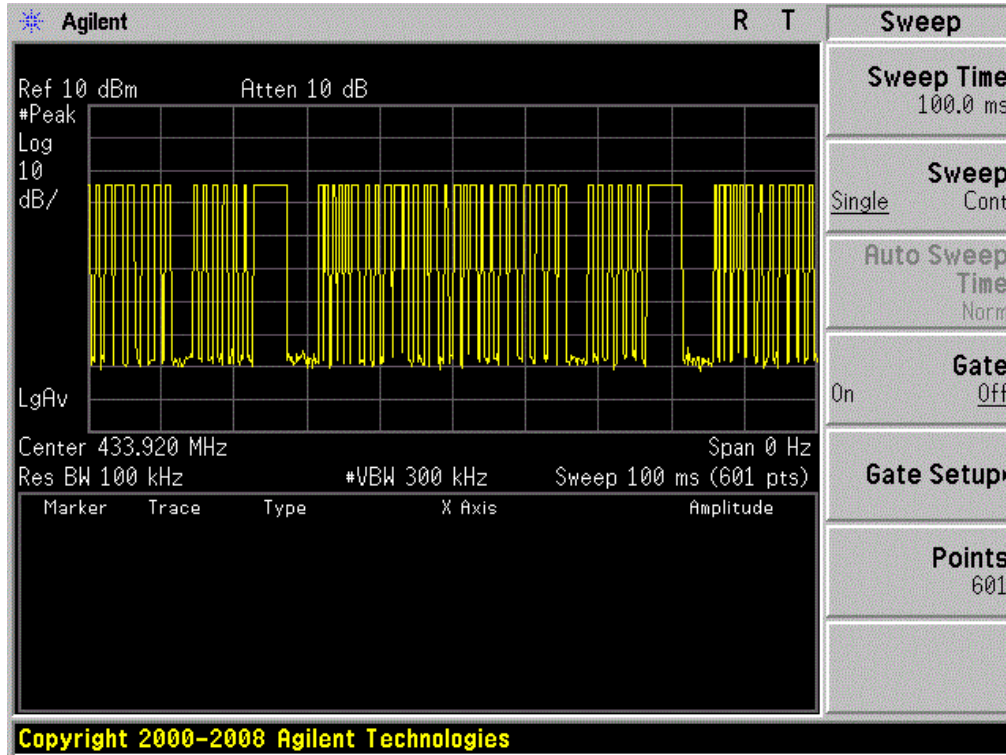 Agilent R T
Ref 10 dBm Atten 10 dB
#Peak
Log
10
dB/
LgAv
Center 433.920 MHz Span 0 Hz
Res BW 100 kHz #VBW 300 kHz Sweep 100 ms (601 pts)
Marker Trace Type X Axis Amplitude
Copyright 2000-2008 Agilent Technologies
Sweep
Sweep Time
100.0 ms
Sweep
Single Cont
Auto Sweep
Time
Norm
Gate
On Off
Gate Setup
Points
601